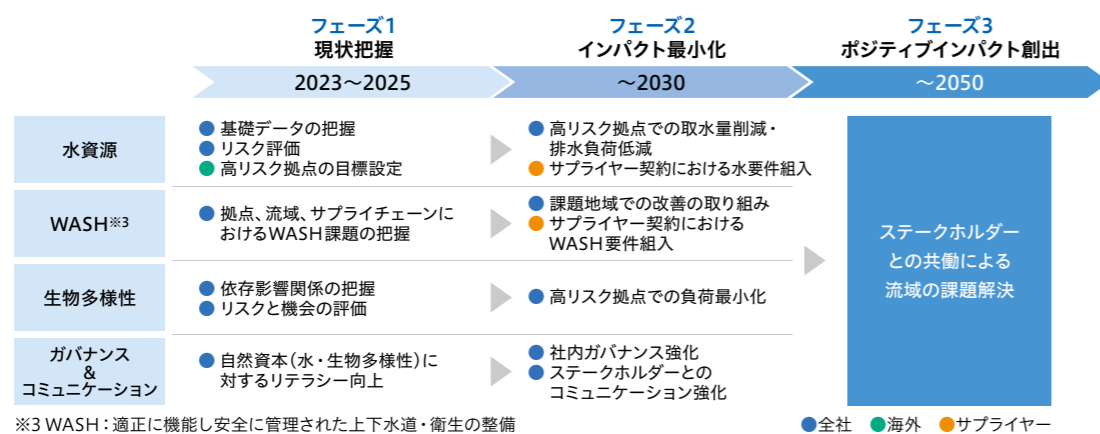 フェーズ1
現状把握
2023～2025
フェーズ2
インパクト最小化
～2030
フェーズ3
ポジティブインパクト創出
～2050
水資源
●基礎データの把握
●リスク評価
●高リスク拠点の目標設定
●高リスク拠点での取水量削減・
排水負荷低減
●サプライヤー契約における水要件組入
WASH※3
●拠点、流域、サプライチェーンに
おけるWASH課題の把握
●課題地域での改善の取り組み
●サプライヤー契約における
WASH要件組入
生物多様性
●依存影響関係の把握
●リスクと機会の評価
●高リスク拠点での負荷最小化
ガバナンス
&
コミュニケーション
●自然資本（水・生物多様性）に
対するリテラシー向上
●社内ガバナンス強化
●ステークホルダーとの
コミュニケーション強化
ステークホルダー
との共働による
流域の課題解決
※3 WASH：適正に機能し安全に管理された上下水道・衛生の整備
●全社 ●海外 ●サプライヤー